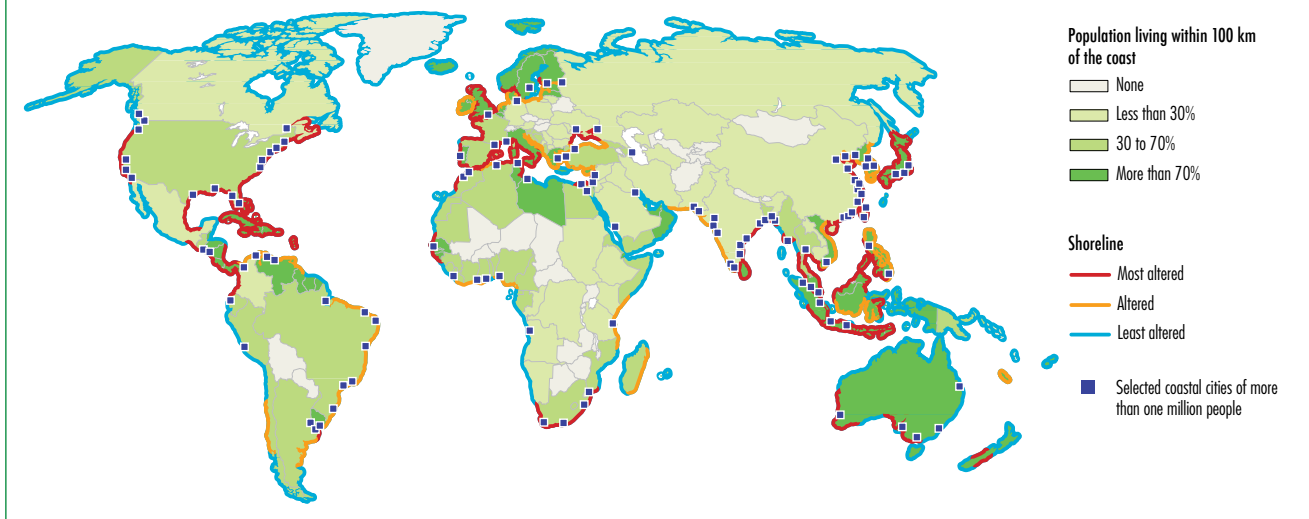 Population living within 100 km
of the coast
None
Less than 30%
30 to 70%
More than 70%
Shoreline
Most altered
Altered
Least altered
Selected coastal cities of more
than one million people